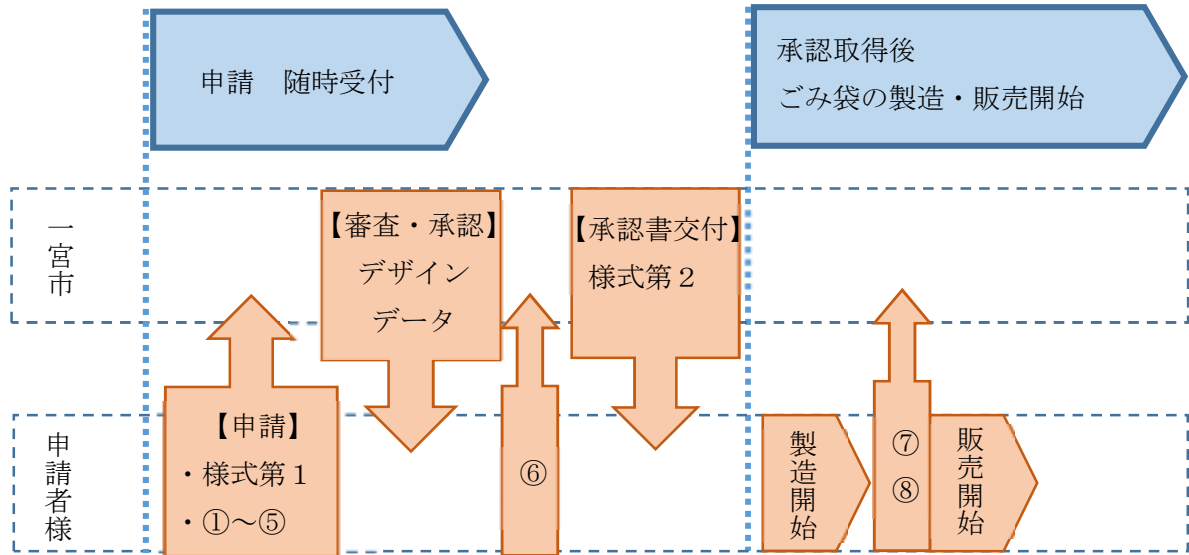 申請　随時受付
承認取得後
ごみ袋の製造・販売開始
一宮市
【審査・承認】
デザイン
データ
【承認書交付】
様式第２
申請者様
【申請】
・様式第１
・①～⑤
⑥
製造開始
⑦
⑧
販売開始